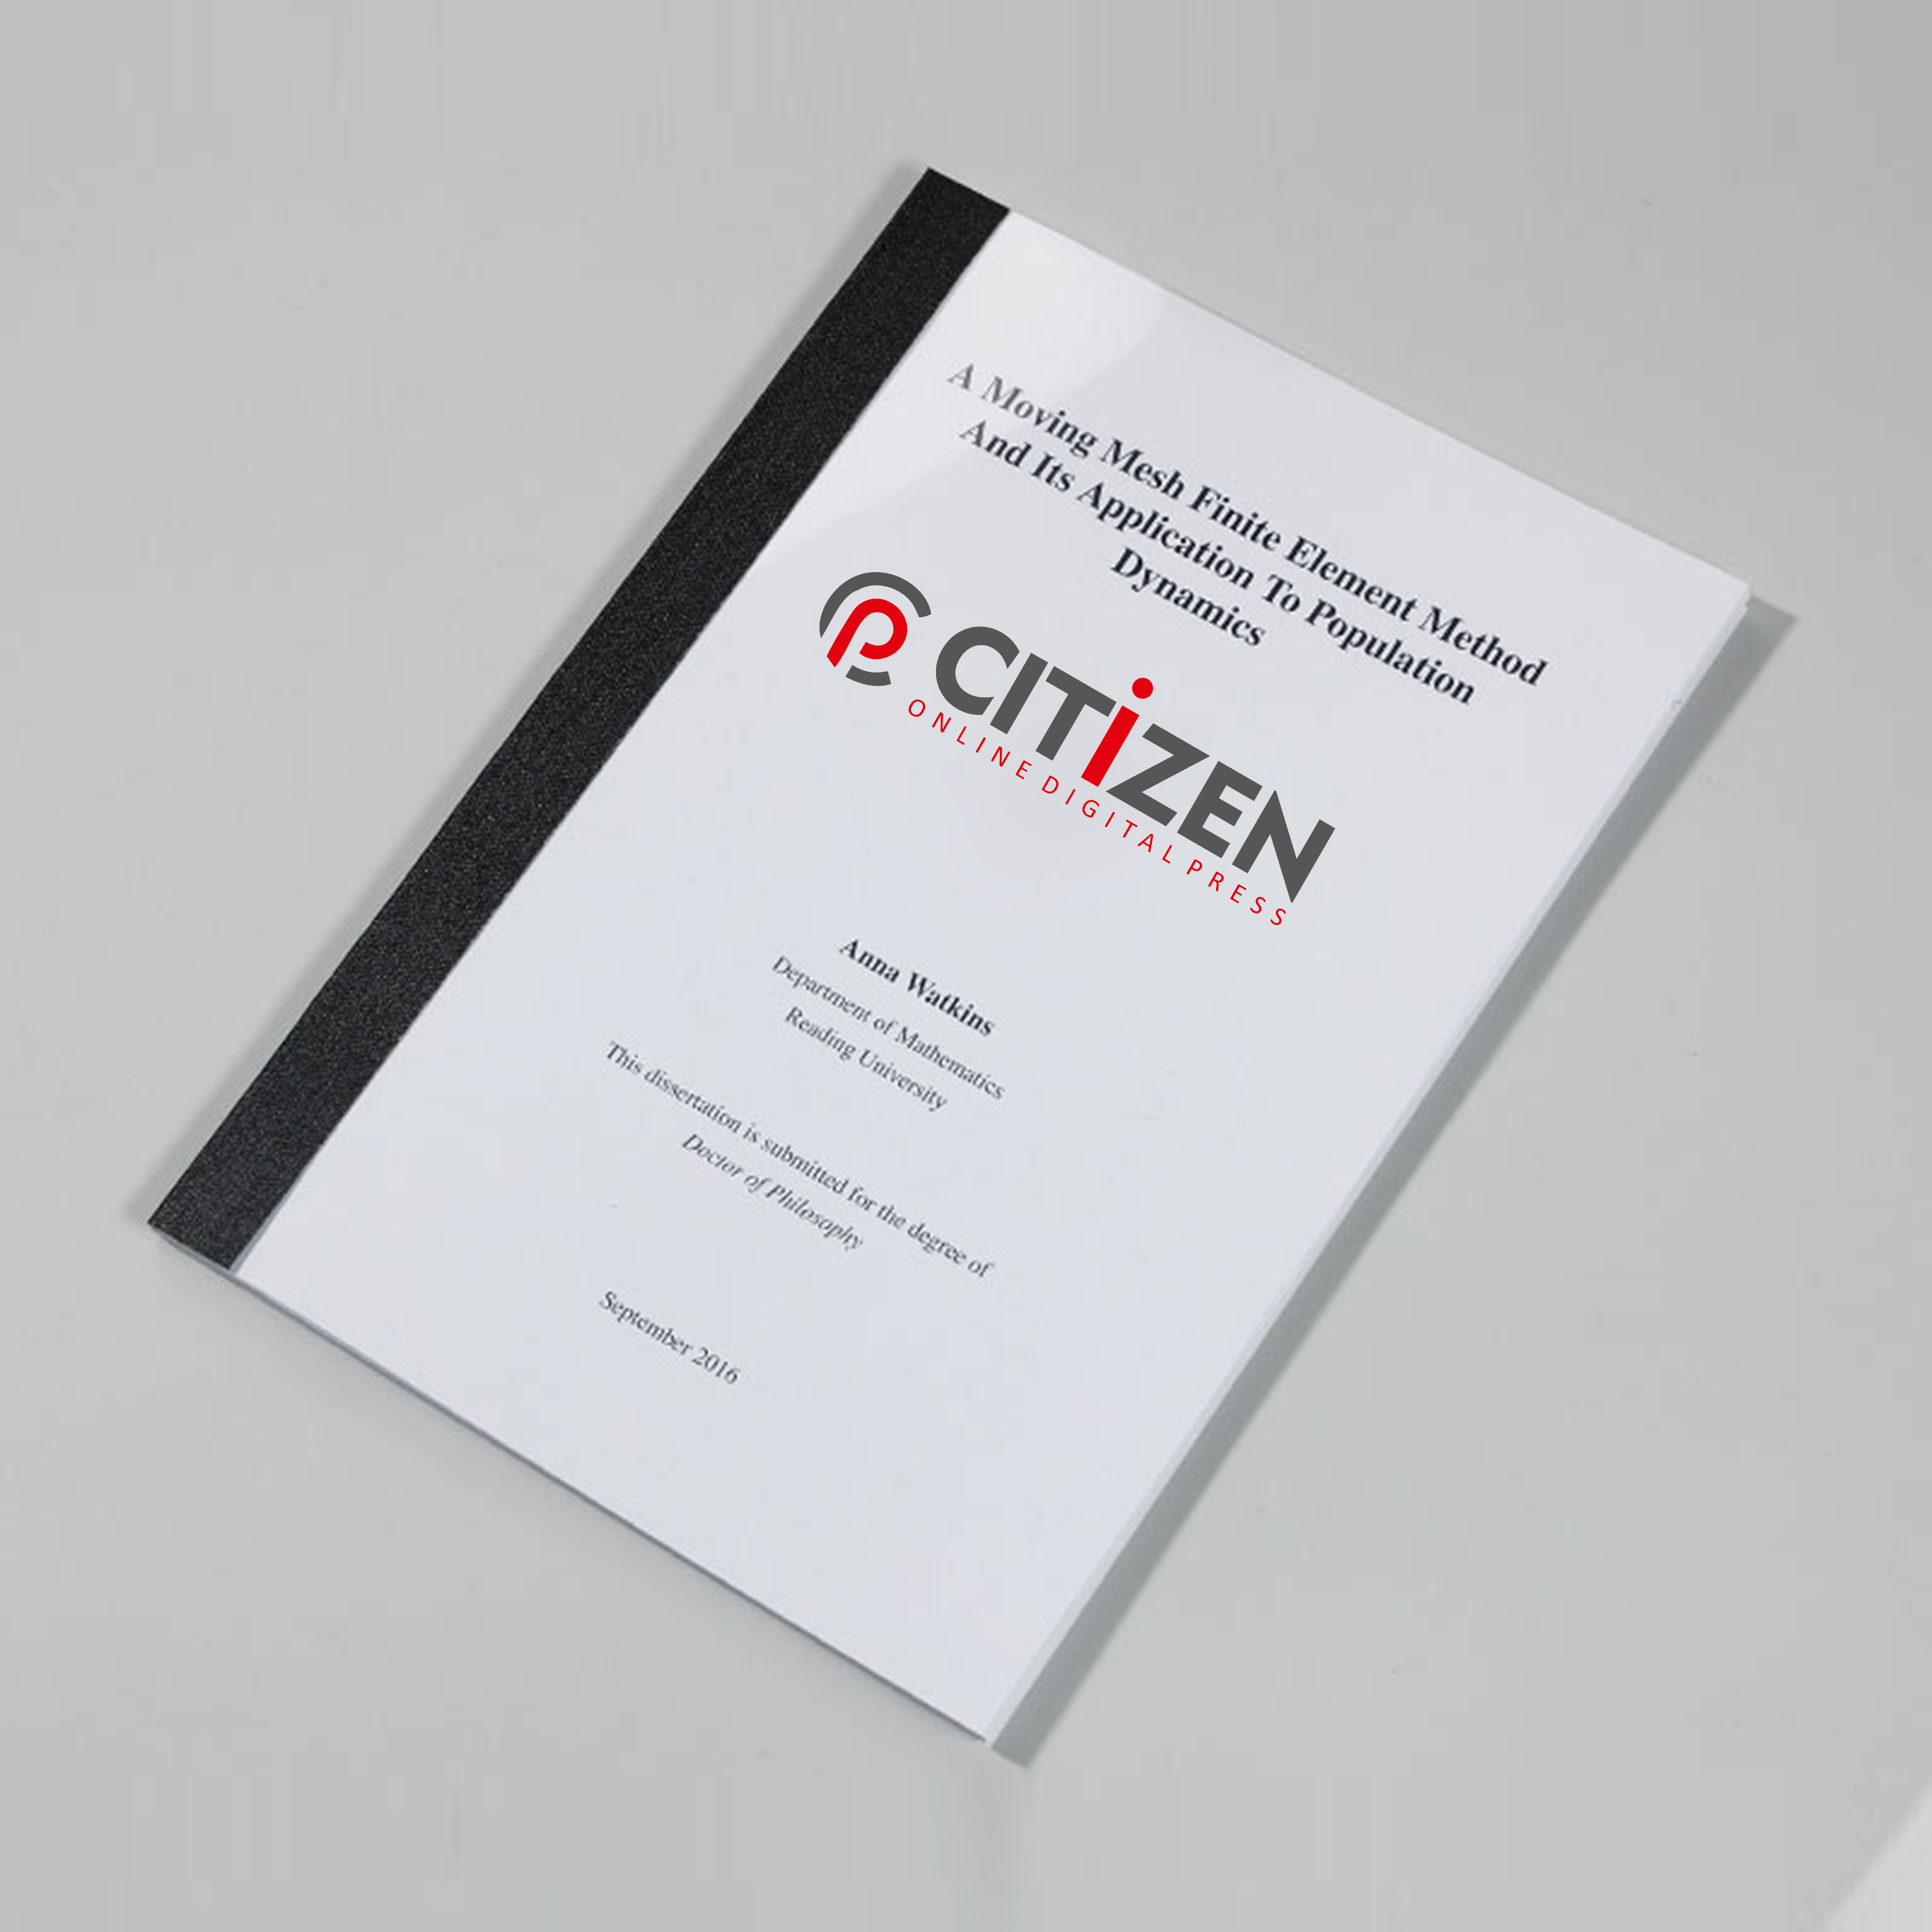 A Moving Mesh Finite Element Method
And Its Application To Population
Dynamics
CITiZEN
ONLINE DIGITAL PRESS
Anna Watkins
Department of Mathematics
Reading University
This dissertation is submitted for the degree of
Doctor of Philosophy
September 2016